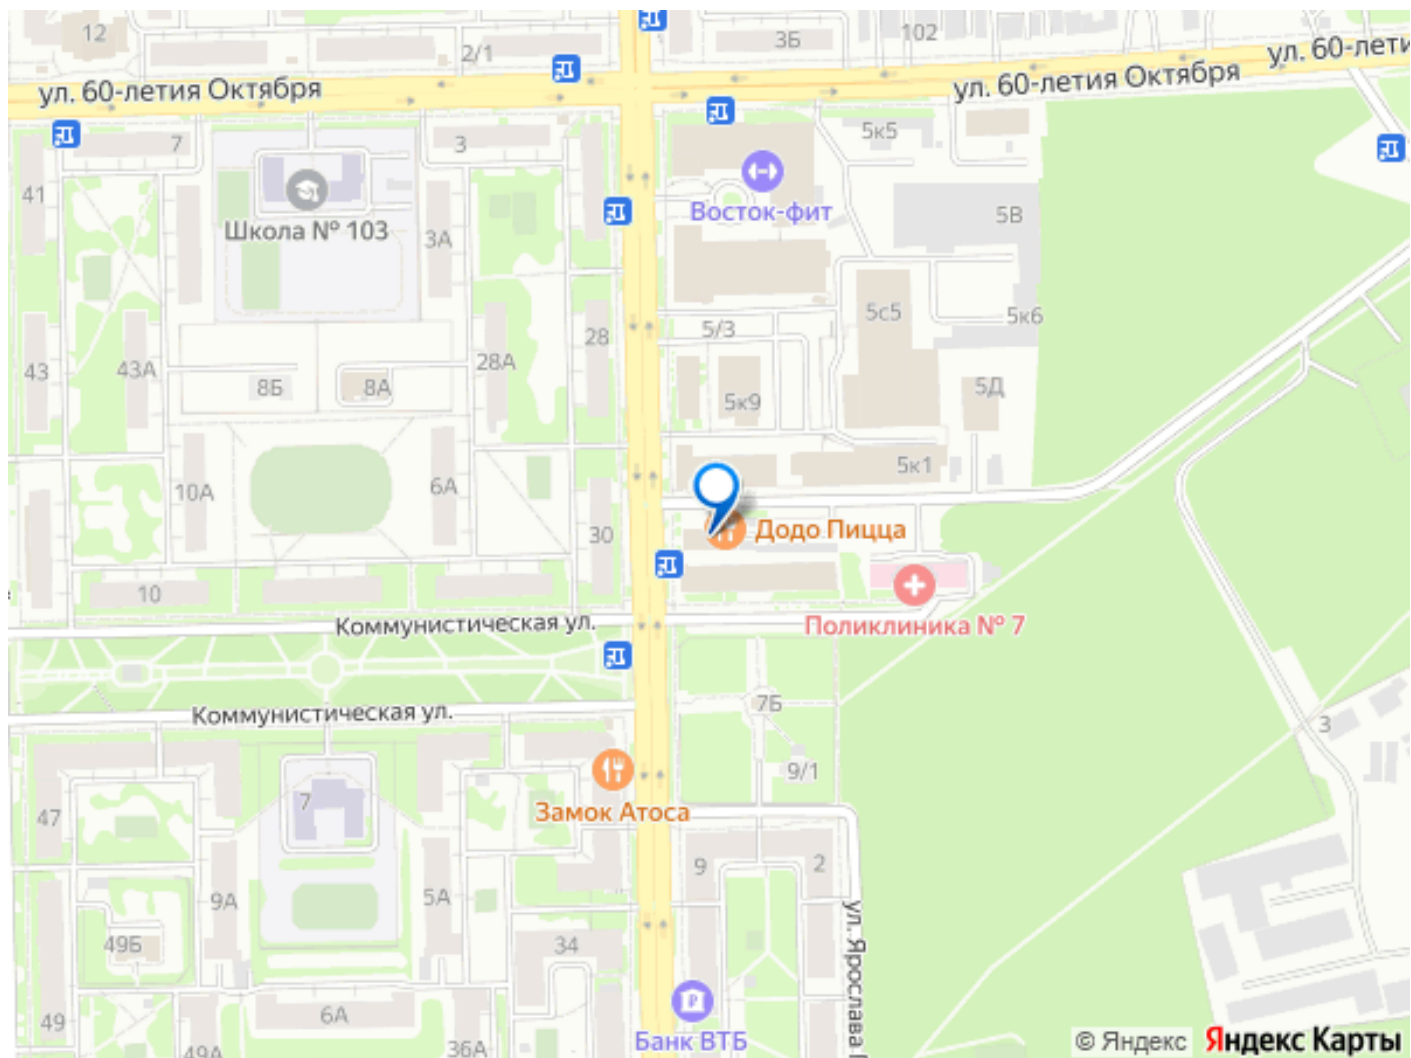 12
2/1
3Б
102
ул. 60-лети
ул. 60-летия Октября
ул. 60-летия Октября
7
3
5к5
41
Школа № 103
3А
Восток-фит
5В
5с5
5к6
5/3
28
43
43А
28А
8Б
8А
5к9
5Д
10А
6А
5к1
30
Додо Пицца
10
Коммунистическая ул.
Поликлиника № 7
Коммунистическая ул.
7Б
3
9/1
47
7
Замок Атоса
9
2
9А
5А
49Б
34
ул. Ярослава
49
6А
49А
36А
Банк ВТБ
© Яндекс
Яндекс Карты